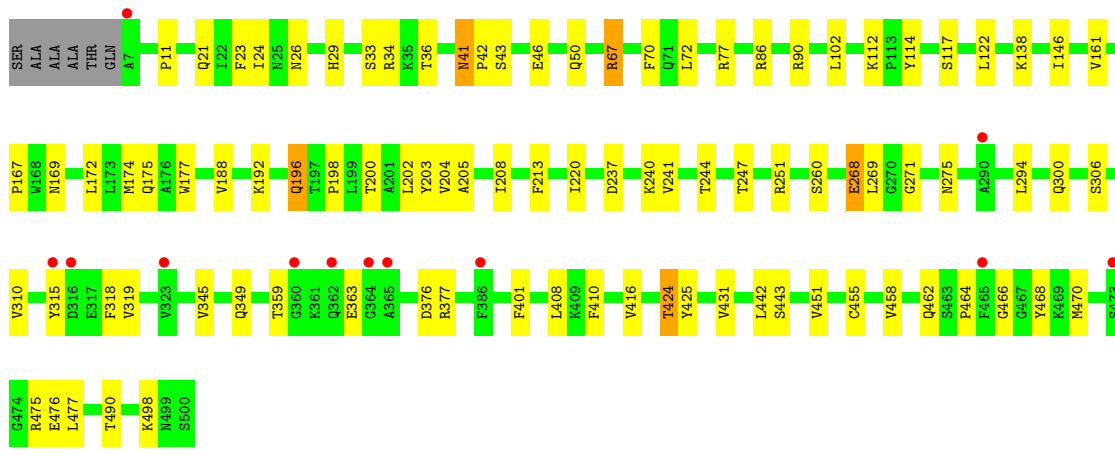 SER ALA ALA ALA THR GLN A7 P11 Q21 I22 F23 I24 N25 N26 H29 S33 R34 K35 T36 N41 P42 S43 E46 Q50 R67 F70 Q71 L72 R77 R86 R90 L102 K112 P113 Y114 S117 L122 K138 I146 V161
P167 W168 N169 L172 L173 M174 Q175 A176 W177 V188 K192 Q196 T197 P198 L199 T200 A201 L202 Y203 V204 A205 I208 F213 I220 D237 K240 V241 T244 T247 R251 S260 E268 L269 G270 G271 N275 A290 L294 Q300 S306
V310 Y315 D316 E317 F318 V319 V323 V345 Q349 T359 G360 K361 Q362 E363 G364 A365 D376 R377 F386 F401 L408 K409 F410 V416 T424 Y425 V431 L442 S443 V451 C455 V458 Q462 S463 P464 F465 G466 G467 Y468 K469 M470 S473
G474 R475 E476 L477 T490 K498 N499 S500